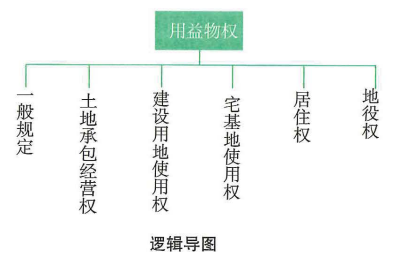 用益物权
一般规定
土地承包经营权
建设用地使用权
宅基地使用权
居住权
地役权
逻辑导图